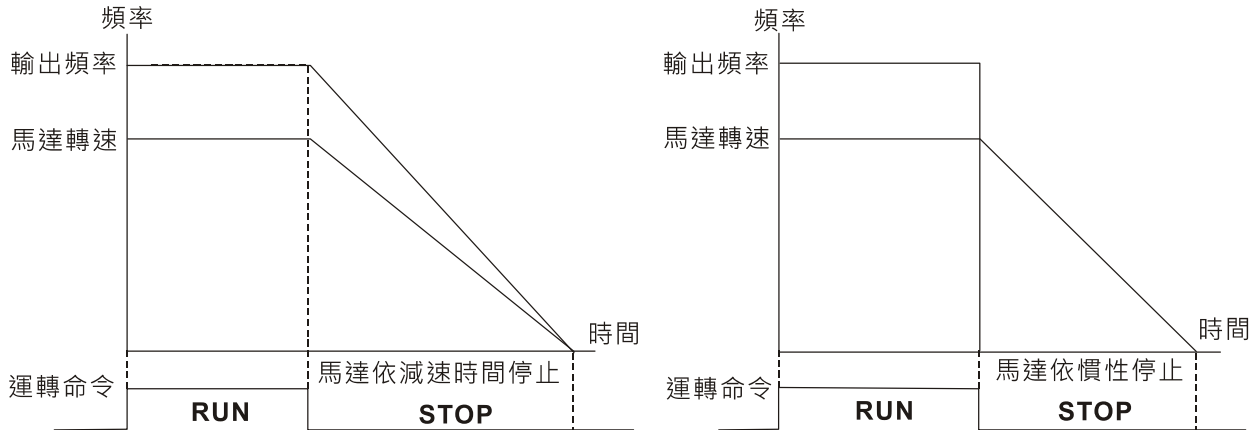 頻率
輸出頻率
馬達轉速
時間
馬達依減速時間停止
運轉命令
RUN
STOP
頻率
輸出頻率
馬達轉速
時間
馬達依慣性停止
運轉命令
RUN
STOP